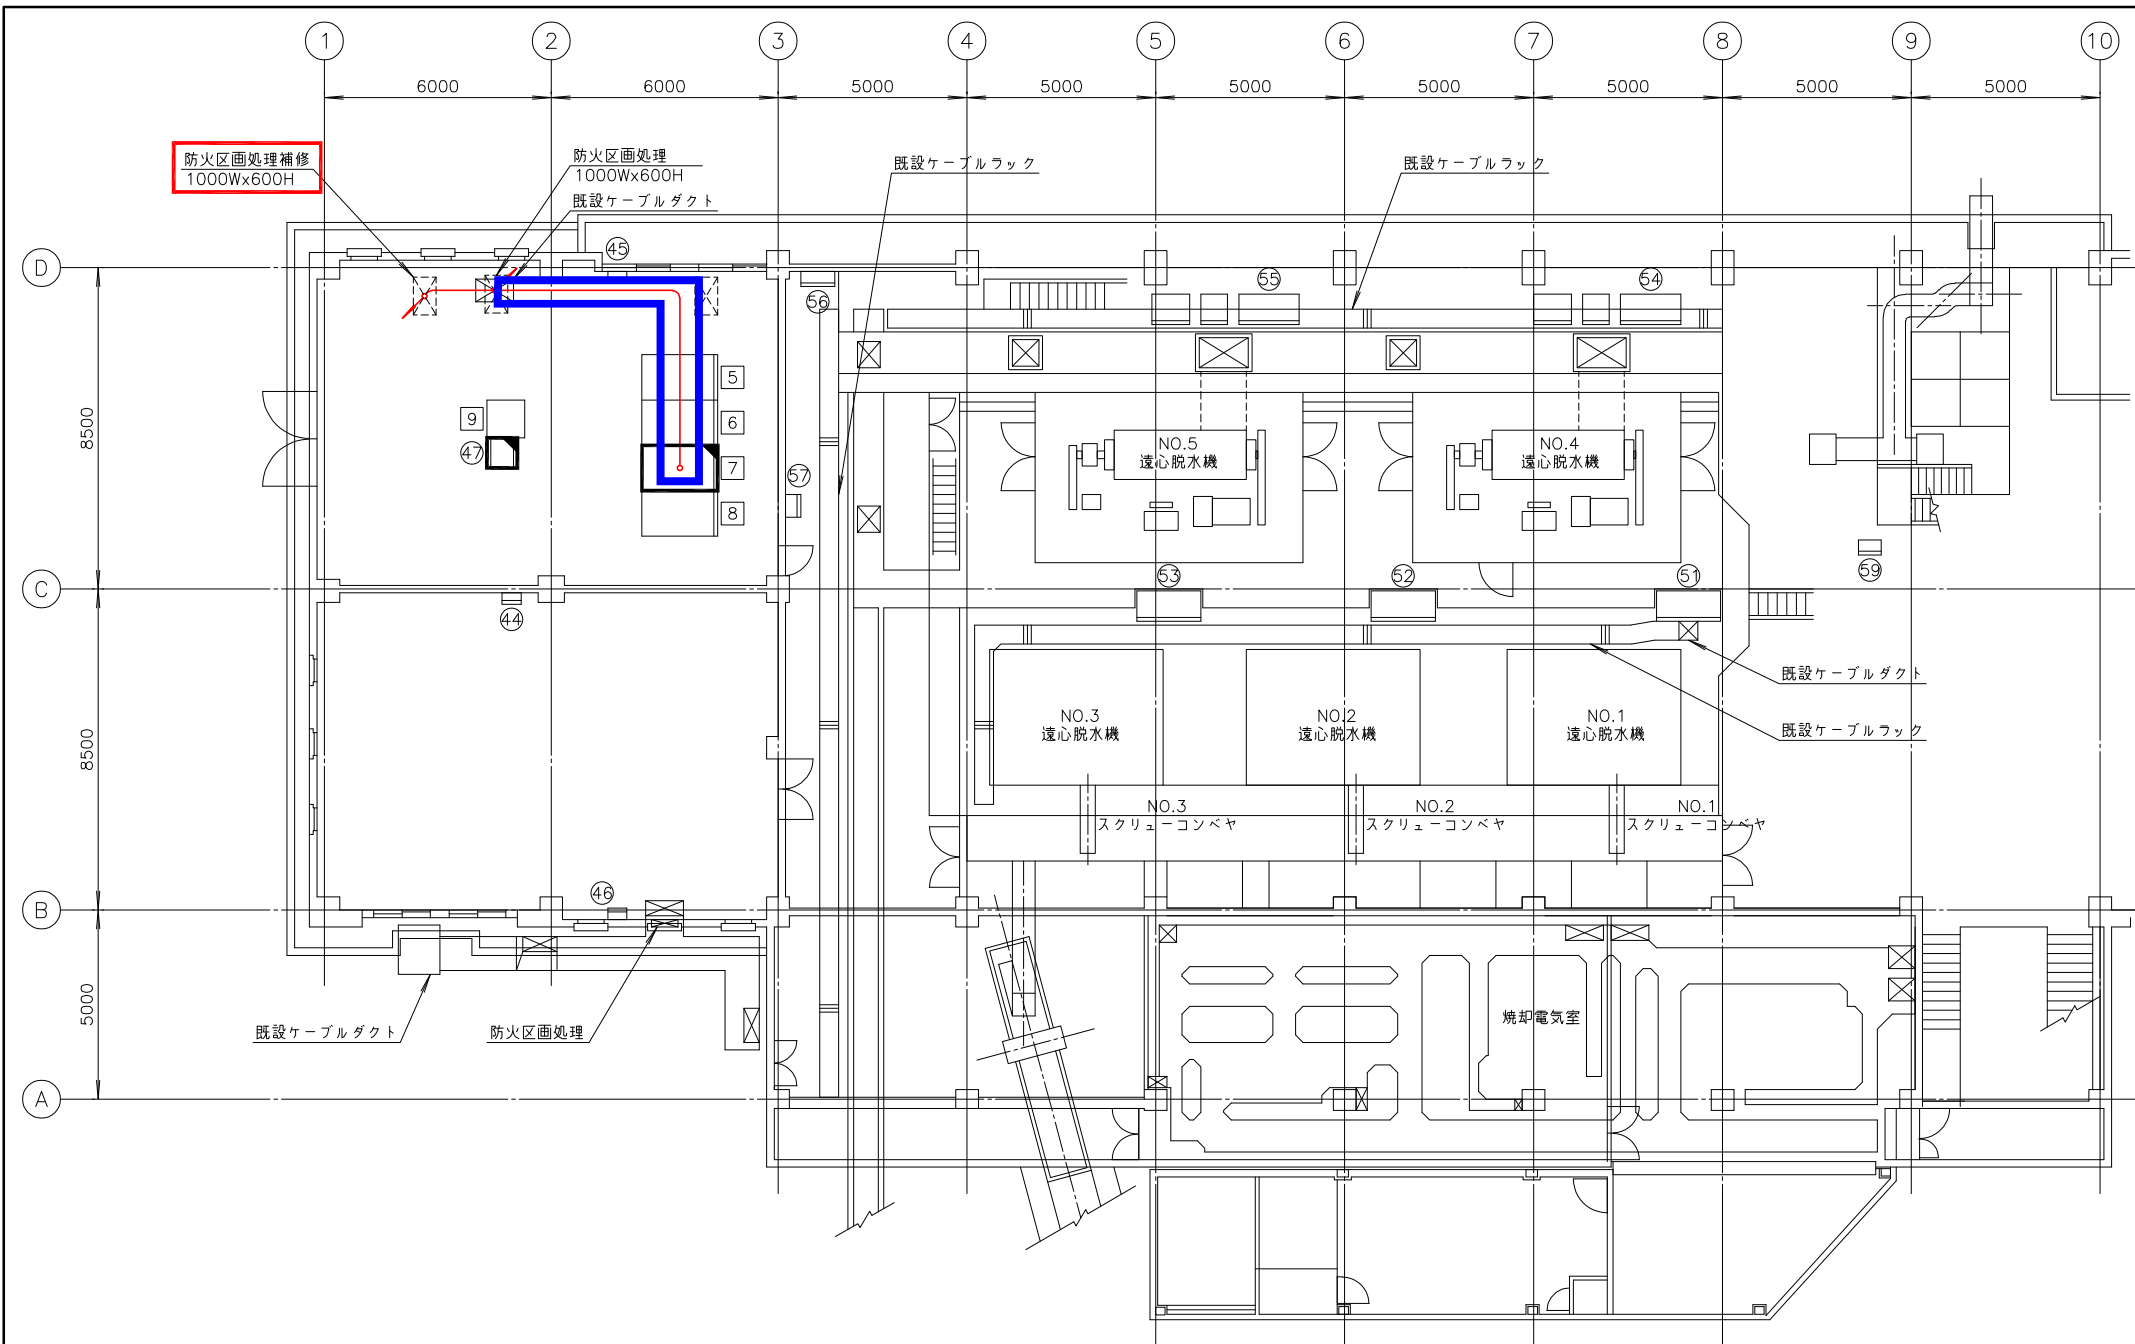 1
2
3
4
5
6
7
8
9
10
6000
6000
5000
5000
5000
5000
5000
5000
5000
防火区画処理補修
1000Wx600H
防火区画処理
1000Wx600H
既設ケーブルダクト
既設ケーブルラック
既設ケーブルラック
D
45
56
55
54
8500
5
6
7
8
9
47
57
NO.5
遠心脱水機
NO.4
遠心脱水機
C
44
53
52
51
59
既設ケーブルダクト
既設ケーブルラック
8500
NO.3
遠心脱水機
NO.2
遠心脱水機
NO.1
遠心脱水機
NO.3
スクリューコンベヤ
NO.2
スクリューコンベヤ
NO.1
スクリューコンベヤ
B
46
5000
既設ケーブルダクト
防火区画処理
焼却電気室
A